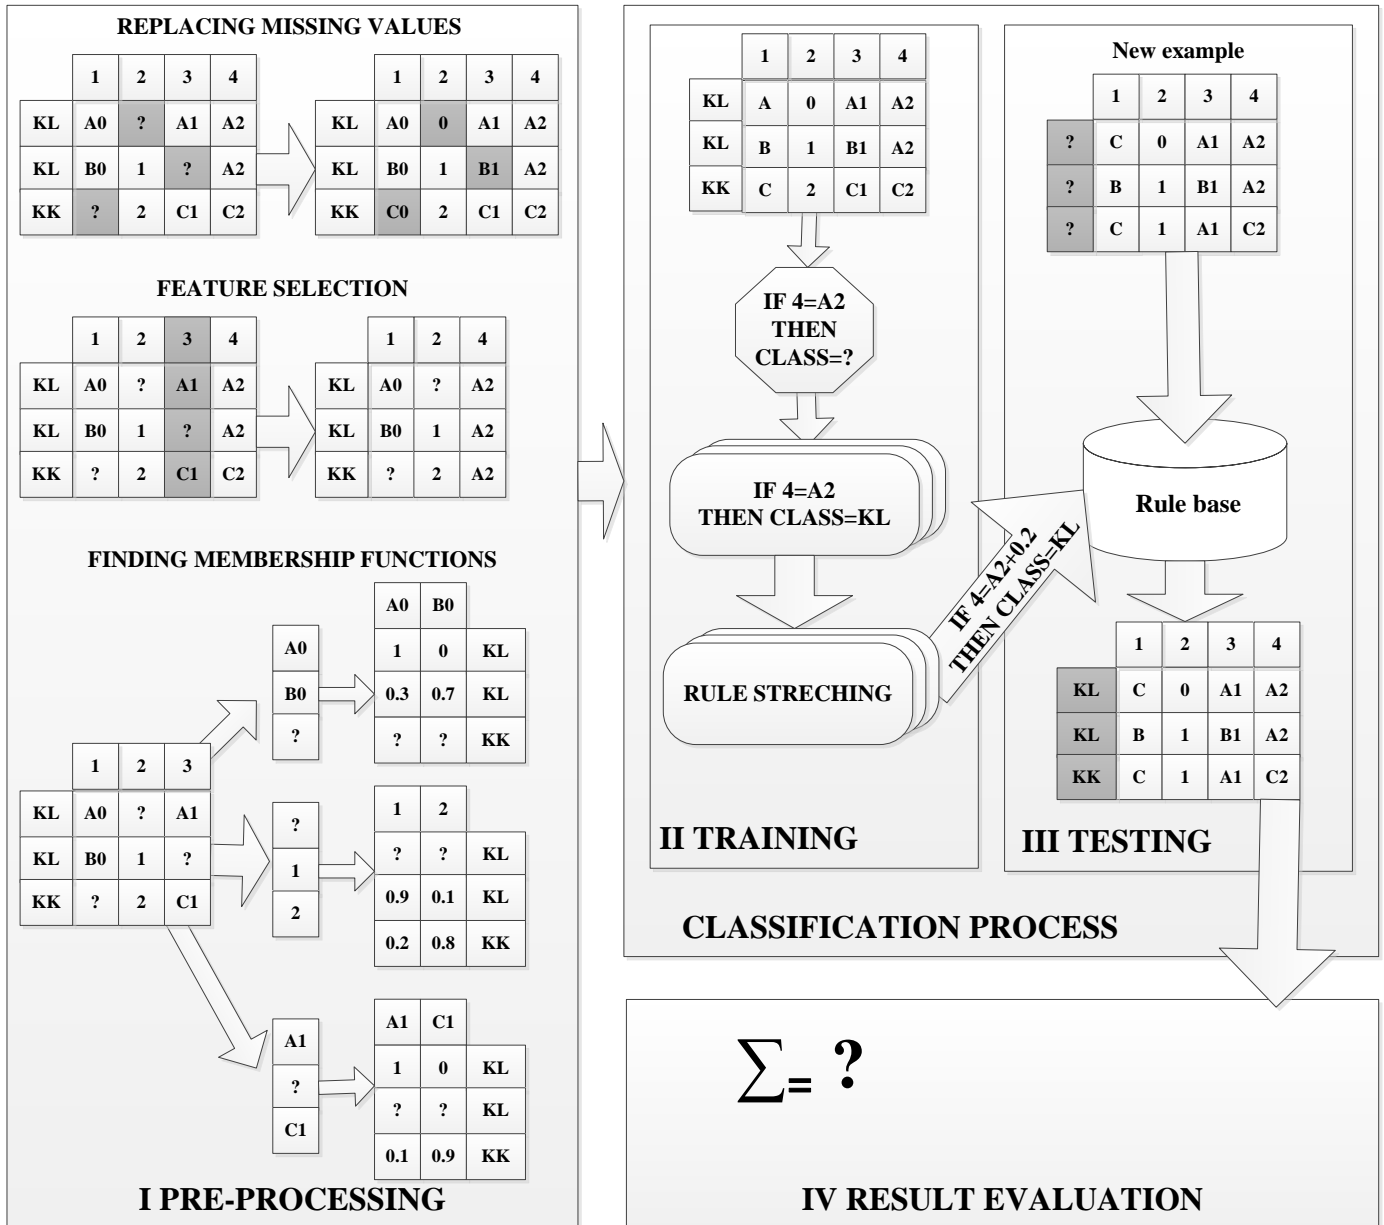 REPLACING MISSING VALUES
1 2 3 4
KL A0 ? A1 A2
KL B0 1 ? A2
KK ? 2 C1 C2
1 2 3 4
KL A0 0 A1 A2
KL B0 1 B1 A2
KK C0 2 C1 C2
FEATURE SELECTION
1 2 3 4
KL A0 ? A1 A2
KL B0 1 ? A2
KK ? 2 C1 C2
1 2 4
KL A0 ? A2
KL B0 1 A2
KK ? 2 A2
FINDING MEMBERSHIP FUNCTIONS
1 2 3
KL A0 ? A1
KL B0 1 ?
KK ? 2 C1
A0
B0
?
A0 B0
1 0 KL
0.3 0.7 KL
? ? KK
?
1
2
1 2
? ? KL
0.9 0.1 KL
0.2 0.8 KK
A1
?
C1
A1 C1
1 0 KL
? ? KL
0.1 0.9 KK
I PRE-PROCESSING
1 2 3 4
KL A 0 A1 A2
KL B 1 B1 A2
KK C 2 C1 C2
IF 4=A2
THEN
CLASS=?
IF 4=A2
THEN CLASS=KL
RULE STRECHING
IF 4=A2+0.2
THEN CLASS=KL
II TRAINING
New example
1 2 3 4
? C 0 A1 A2
? B 1 B1 A2
? C 1 A1 C2
Rule base
1 2 3 4
KL C 0 A1 A2
KL B 1 B1 A2
KK C 1 A1 C2
III TESTING
CLASSIFICATION PROCESS
∑= ?
IV RESULT EVALUATION